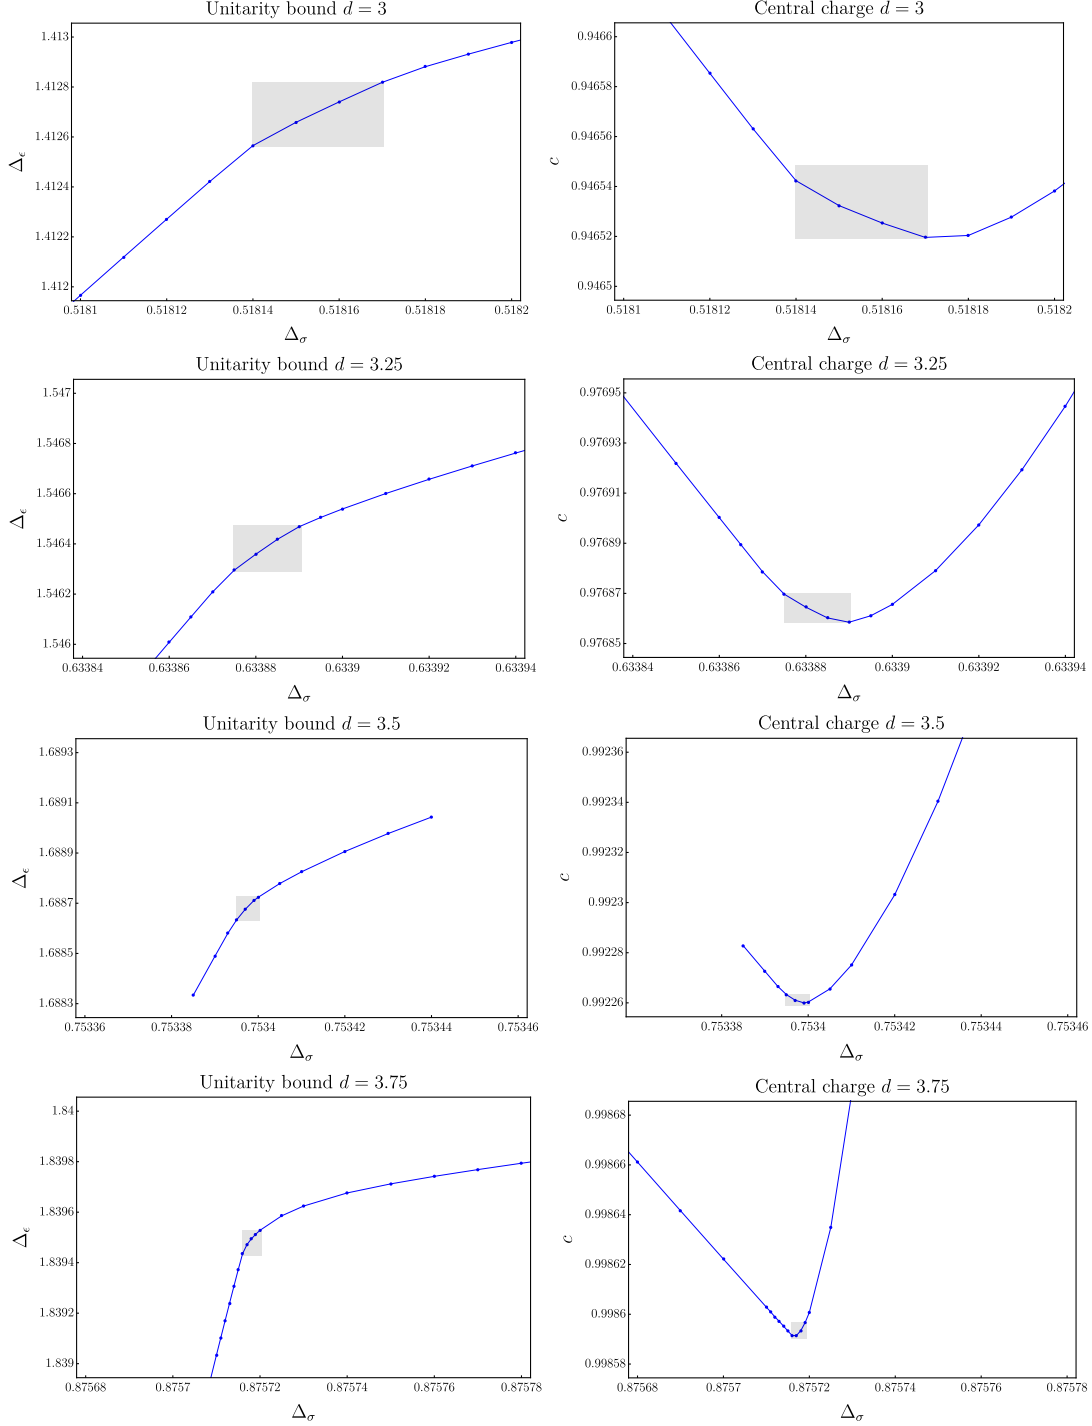 Unitarity bound d = 3
1.413
1.4128
1.4126
1.4124
1.4122
1.412
Δϵ
0.5181 0.51812 0.51814 0.51816 0.51818 0.5182
Δσ
Central charge d = 3
0.9466
0.94658
0.94656
0.94654
0.94652
0.9465
c
0.5181 0.51812 0.51814 0.51816 0.51818 0.5182
Δσ
Unitarity bound d = 3.25
1.547
1.5468
1.5466
1.5464
1.5462
1.546
Δϵ
0.63384 0.63386 0.63388 0.6339 0.63392 0.63394
Δσ
Central charge d = 3.25
0.97695
0.97693
0.97691
0.97689
0.97687
0.97685
c
0.63384 0.63386 0.63388 0.6339 0.63392 0.63394
Δσ
Unitarity bound d = 3.5
1.6893
1.6891
1.6889
1.6887
1.6885
1.6883
Δϵ
0.75336 0.75338 0.7534 0.75342 0.75344 0.75346
Δσ
Central charge d = 3.5
0.99236
0.99234
0.99232
0.9923
0.99228
0.99226
c
0.75338 0.7534 0.75342 0.75344 0.75346
Δσ
Unitarity bound d = 3.75
1.84
1.8398
1.8396
1.8394
1.8392
1.839
Δϵ
0.87568 0.8757 0.87572 0.87574 0.87576 0.87578
Δσ
Central charge d = 3.75
0.99868
0.99866
0.99864
0.99862
0.9986
0.99858
c
0.87568 0.8757 0.87572 0.87574 0.87576 0.87578
Δσ